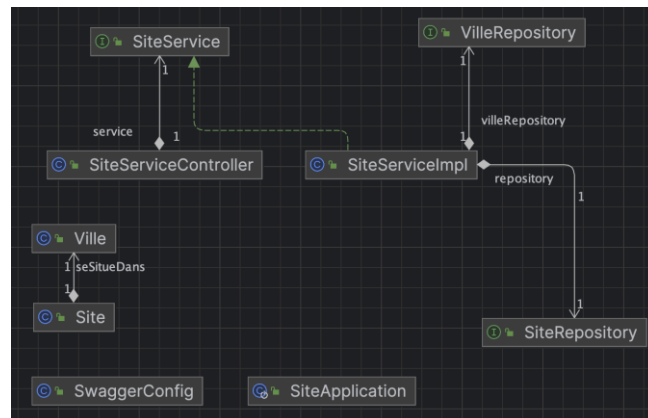 SiteService
VilleRepository
1
1
service
1
villeRepository
1
SiteServiceController
SiteServiceImpl
repository
1
Ville
1 seSitueDans
1
Site
1
SiteRepository
SwaggerConfig
SiteApplication